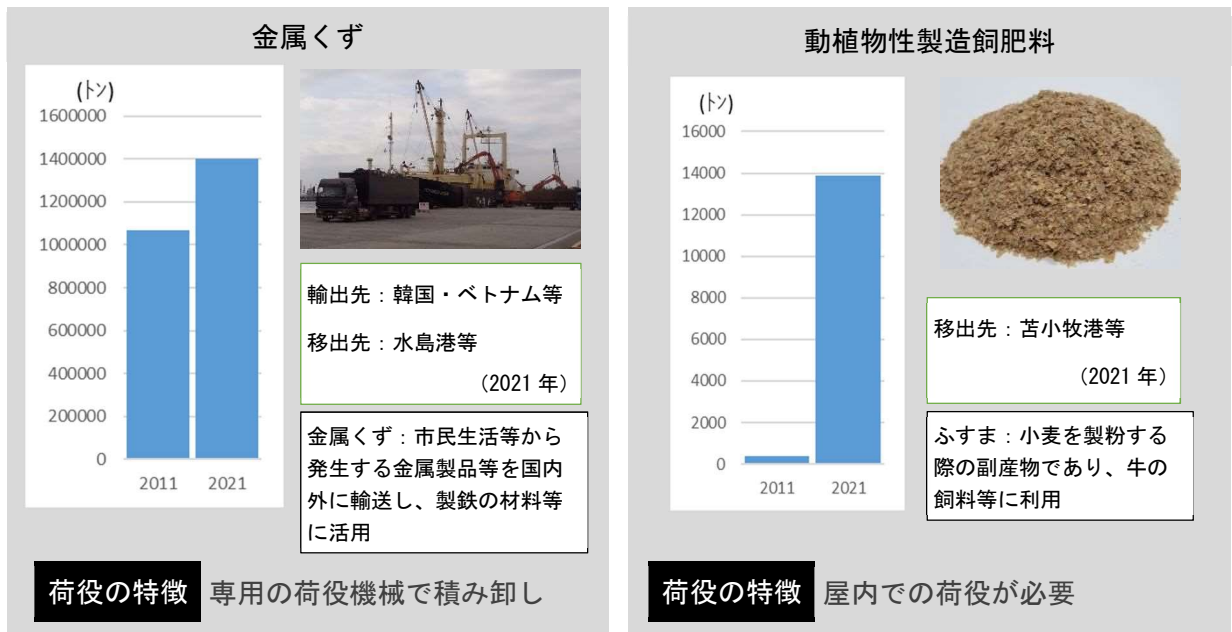 金属くず
(トン)
1600000
1400000
1200000
1000000
800000
600000
400000
200000
0
2011
2021
輸出先：韓国・ベトナム等
移出先：水島港等
（2021 年）
金属くず：市民生活等から
発生する金属製品等を国内
外に輸送し、製鉄の材料等
に活用
荷役の特徴 専用の荷役機械で積み卸し
動植物性製造飼肥料
(トン)
16000
14000
12000
10000
8000
6000
4000
2000
0
2011
2021
移出先：苫小牧港等
（2021 年）
ふすま：小麦を製粉する
際の副産物であり、牛の
飼料等に利用
荷役の特徴 屋内での荷役が必要